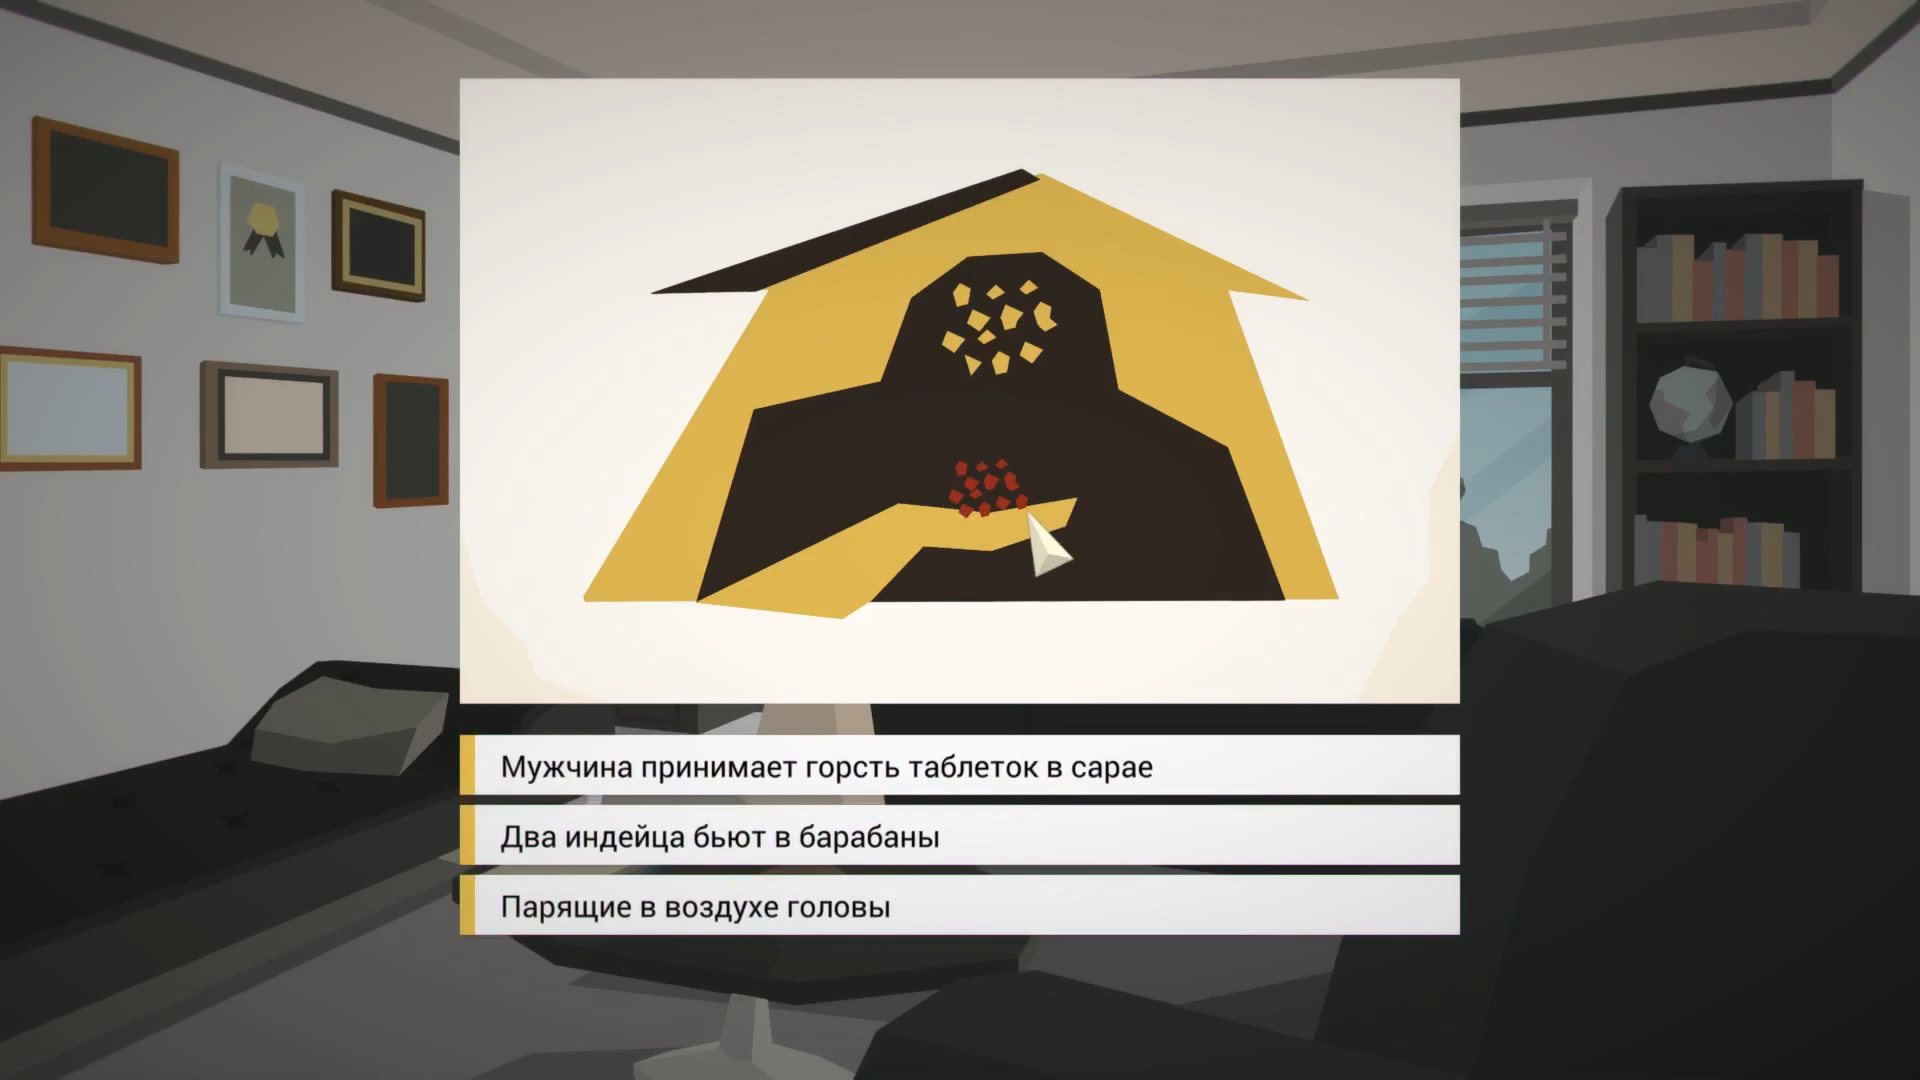 Мужчина принимает горсть таблеток в сарае
Два индейца бьют в барабаны
Парящие в воздухе головы